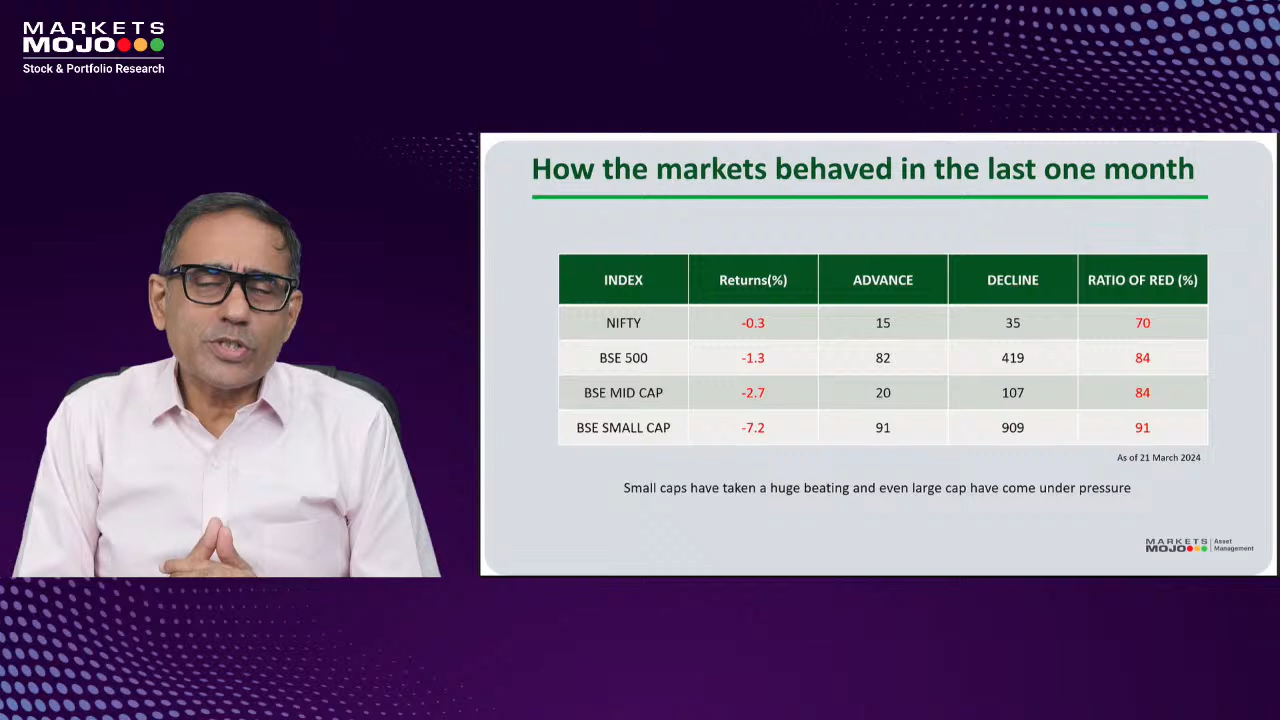 MARKETS
MOJO
Stock & Portfolio Research
How the markets behaved in the last one month
INDEX Returns(%) ADVANCE DECLINE RATIO OF RED (%)
NIFTY -0.3 15 35 70
BSE 500 -1.3 82 419 84
BSE MID CAP -2.7 20 107 84
BSE SMALL CAP -7.2 91 909 91
As of 21 March 2024
Small caps have taken a huge beating and even large cap have come under pressure
MARKETS
MOJO
Asset
Management